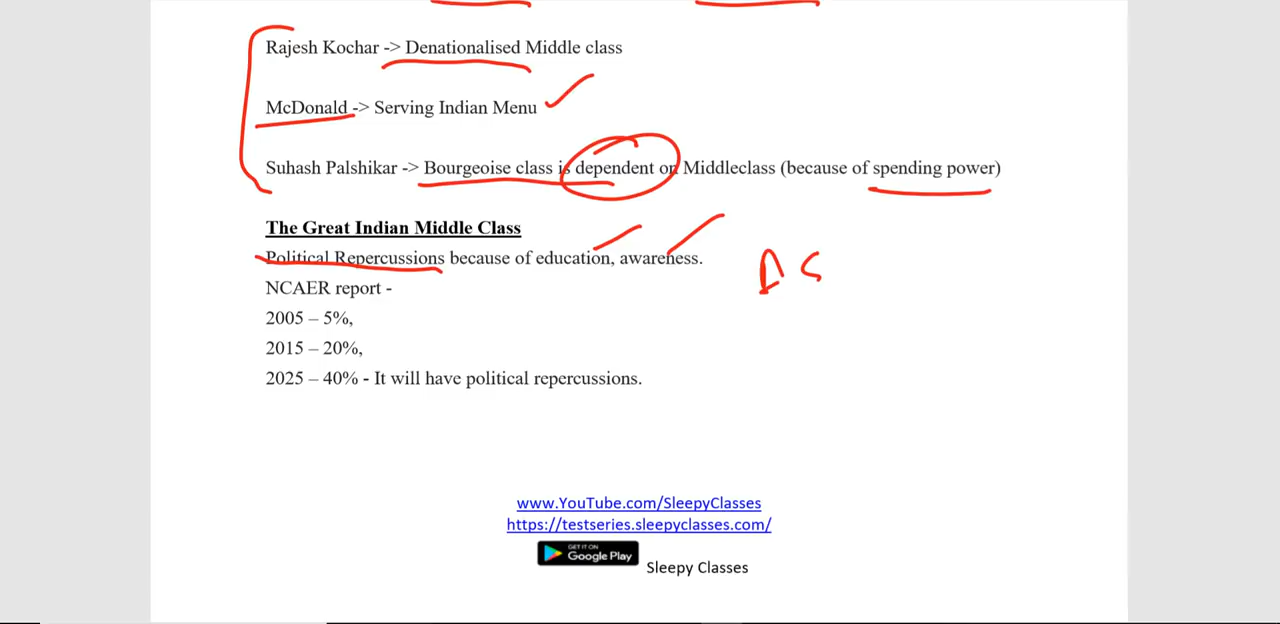 Rajesh Kochar -> Denationalised Middle class
McDonald -> Serving Indian Menu
Suhash Palshikar -> Bourgeoise class is dependent on Middleclass (because of spending power)
The Great Indian Middle Class
Political Repercussions because of education, awareness.
NCAER report -
2005 – 5%,
2015 – 20%,
2025 – 40% - It will have political repercussions.
www.YouTube.com/SleepyClasses
https://testseries.sleepyclasses.com/
GET IT ON
Google Play
Sleepy Classes